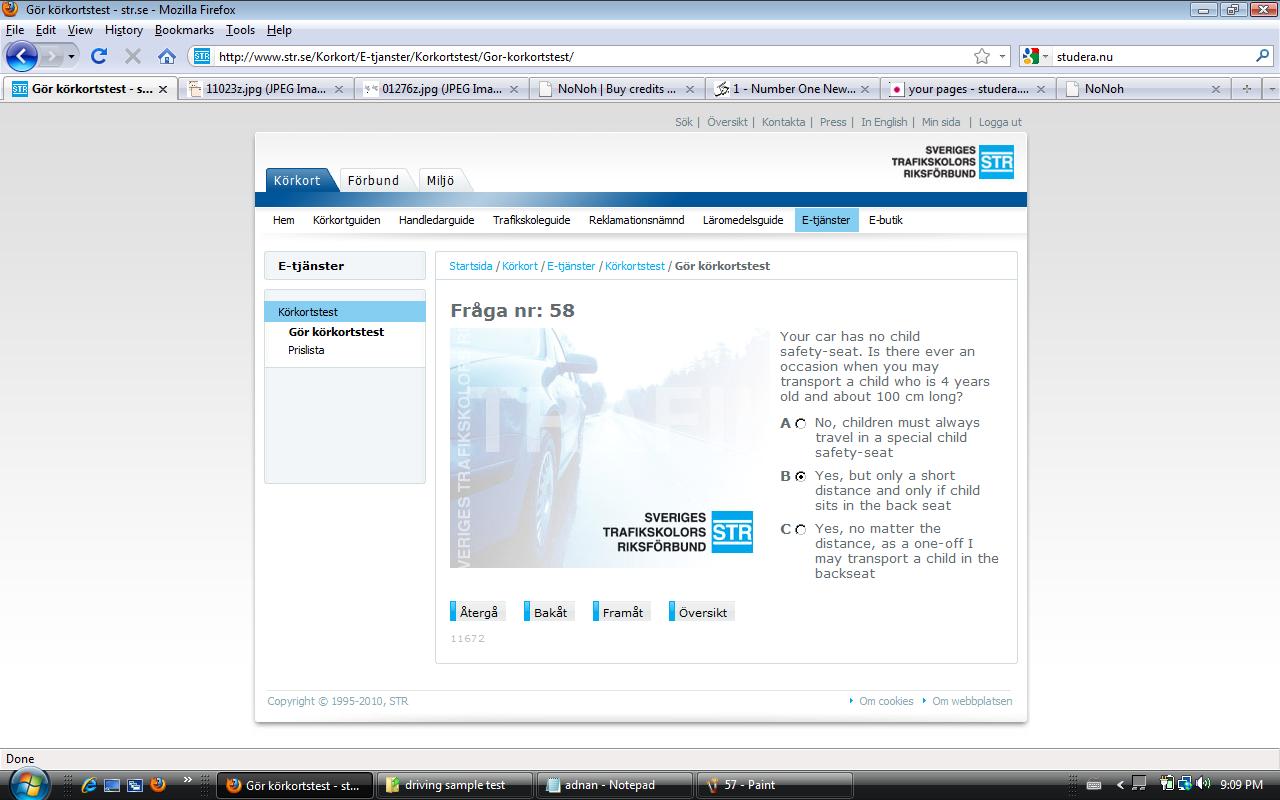 Gör körkortstest - str.se - Mozilla Firefox
File Edit View History Bookmarks Tools Help
STR http://www.str.se/Korkort/E-tjanster/Korkortstest/Gor-korkortstest/ studera.nu
STR Gör körkortstest - s... 11023z.jpg (JPEG Ima... 01276z.jpg (JPEG Ima... NoNoh | Buy credits ... 1 - Number One New... your pages - studera.... NoNoh
Sök | Översikt | Kontakta | Press | In English | Min sida | Logga ut
SVERIGES
TRAFIKSKOLORS STR
RIKSFÖRBUND
Körkort Förbund Miljö
Hem Körkortguiden Handledarguide Trafikskoleguide Reklamationsnämnd Läromedelsguide E-tjänster E-butik
E-tjänster
Startsida / Körkort / E-tjänster / Körkortstest / Gör körkortstest
Körkortstest
Gör körkortstest
Prislista
Fråga nr: 58
SVERIGES TRAFIKSKOLORS R
TRAFI
SVERIGES
TRAFIKSKOLORS STR
RIKSFÖRBUND
Your car has no child
safety-seat. Is there ever an
occasion when you may
transport a child who is 4 years
old and about 100 cm long?
A No, children must always
travel in a special child
safety-seat
B Yes, but only a short
distance and only if child
sits in the back seat
C Yes, no matter the
distance, as a one-off I
may transport a child in the
backseat
Återgå Bakåt Framåt Översikt
11672
Copyright © 1995-2010, STR Om cookies Om webbplatsen
Done
Gör körkortstest - st... driving sample test adnan - Notepad 57 - Paint 9:09 PM